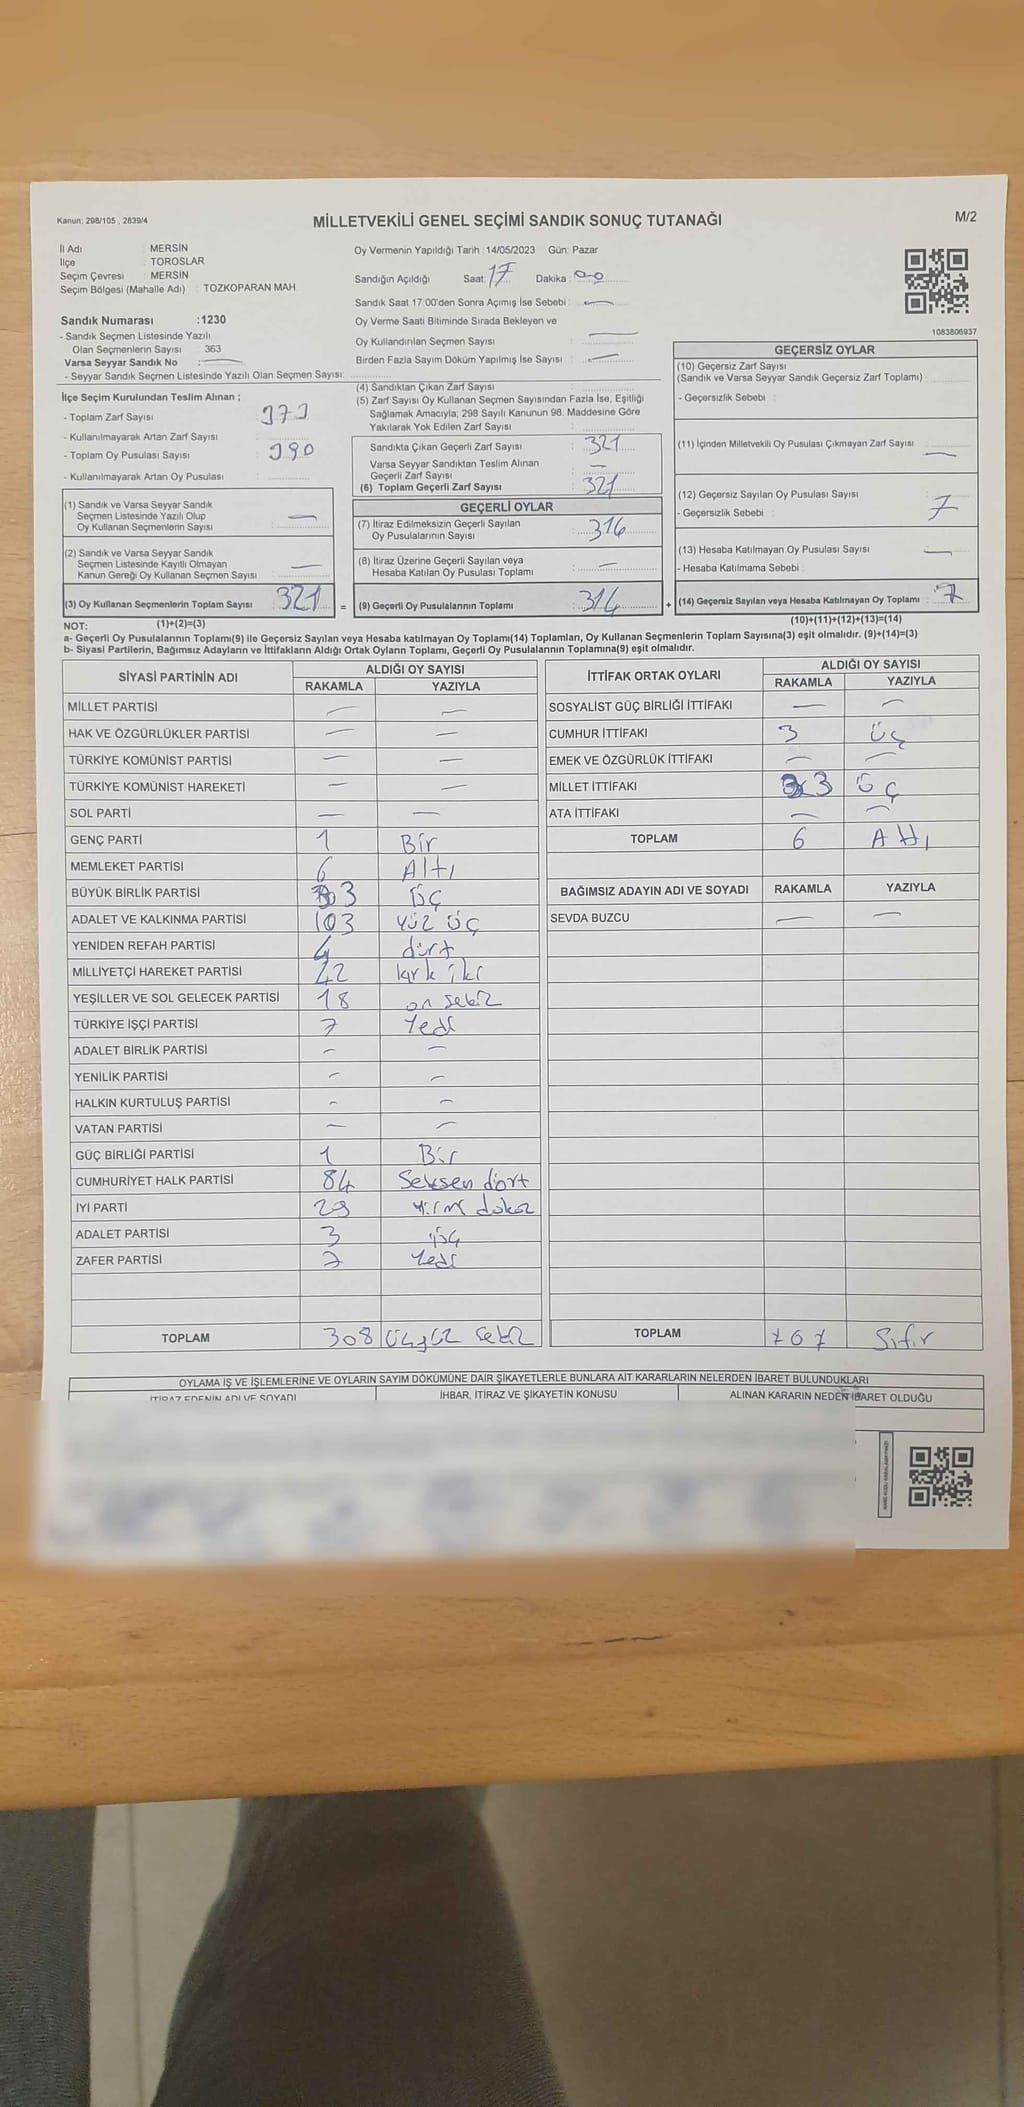 Kanun: 298/105 , 2839/4
MİLLETVEKİLİ GENEL SEÇİMİ SANDIK SONUÇ TUTANAĞI
M/2
İl Adı : MERSİN
İlçe : TOROSLAR
Seçim Çevresi : MERSİN
Seçim Bölgesi (Mahalle Adı) : TOZKOPARAN MAH.
Sandık Numarası :1230
- Sandık Seçmen Listesinde Yazılı
Olan Seçmenlerin Sayısı : 363
Varsa Seyyar Sandık No : —
- Seyyar Sandık Seçmen Listesinde Yazılı Olan Seçmen Sayısı:
Oy Vermenin Yapıldığı Tarih : 14/05/2023 Gün: Pazar
Sandığın Açıldığı Saat: 17 Dakika : 00
Sandık Saat 17:00'den Sonra Açımış İse Sebebi : —
Oy Verme Saati Bitiminde Sırada Bekleyen ve
Oy Kullandırılan Seçmen Sayısı : —
Birden Fazla Sayım Döküm Yapılmış İse Sayısı : —
1083806937
İlçe Seçim Kurulundan Teslim Alınan ;
- Toplam Zarf Sayısı :
- Kullanılmayarak Artan Zarf Sayısı :
- Toplam Oy Pusulası Sayısı : 390
- Kullanılmayarak Artan Oy Pusulası :
(1) Sandık ve Varsa Seyyar Sandık
Seçmen Listesinde Yazılı Olup
Oy Kullanan Seçmenlerin Sayısı : —
(2) Sandık ve Varsa Seyyar Sandık
Seçmen Listesinde Kayıtlı Olmayan
Kanun Gereği Oy Kullanan Seçmen Sayısı : —
(3) Oy Kullanan Seçmenlerin Toplam Sayısı : 321 =
(4) Sandıktan Çıkan Zarf Sayısı :
(5) Zarf Sayısı Oy Kullanan Seçmen Sayısından Fazla İse, Eşitliği
Sağlamak Amacıyla; 298 Sayılı Kanunun 98. Maddesine Göre
Yakılarak Yok Edilen Zarf Sayısı :
Sandıkta Çıkan Geçerli Zarf Sayısı : 321
Varsa Seyyar Sandıktan Teslim Alınan
Geçerli Zarf Sayısı : —
(6) Toplam Geçerli Zarf Sayısı : 321
GEÇERLİ OYLAR
(7) İtiraz Edilmeksizin Geçerli Sayılan
Oy Pusulalarının Sayısı : 314
(8) İtiraz Üzerine Geçerli Sayılan veya
Hesaba Katılan Oy Pusulası Toplamı : —
(9) Geçerli Oy Pusulalarının Toplamı : 314 +
GEÇERSİZ OYLAR
(10) Geçersiz Zarf Sayısı
(Sandık ve Varsa Seyyar Sandık Geçersiz Zarf Toplamı) :
- Geçersizlik Sebebi :
(11) İçinden Milletvekili Oy Pusulası Çıkmayan Zarf Sayısı : —
(12) Geçersiz Sayılan Oy Pusulası Sayısı : 7
- Geçersizlik Sebebi :
(13) Hesaba Katılmayan Oy Pusulası Sayısı : —
- Hesaba Katılmama Sebebi :
(14) Geçersiz Sayılan veya Hesaba Katılmayan Oy Toplamı : 7
NOT: (1)+(2)=(3)
(10)+(11)+(12)+(13)=(14)
a- Geçerli Oy Pusulalarının Toplamı(9) ile Geçersiz Sayılan veya Hesaba katılmayan Oy Toplamı(14) Toplamları, Oy Kullanan Seçmenlerin Toplam Sayısına(3) eşit olmalıdır. (9)+(14)=(3)
b- Siyasi Partilerin, Bağımsız Adayların ve İttifakların Aldığı Ortak Oyların Toplamı, Geçerli Oy Pusulalarının Toplamına(9) eşit olmalıdır.
SİYASİ PARTİNİN ADI ALDIĞI OY SAYISI
RAKAMLA YAZIYLA
MİLLET PARTİSİ — —
HAK VE ÖZGÜRLÜKLER PARTİSİ — —
TÜRKİYE KOMÜNİST PARTİSİ — —
TÜRKİYE KOMÜNİST HAREKETİ — —
SOL PARTİ — —
GENÇ PARTİ 1 Bir
MEMLEKET PARTİSİ 6 Altı
BÜYÜK BİRLİK PARTİSİ 3 Üç
ADALET VE KALKINMA PARTİSİ 103 Yüz üç
YENİDEN REFAH PARTİSİ 4 dört
MİLLİYETÇİ HAREKET PARTİSİ 42 kırk iki
YEŞİLLER VE SOL GELECEK PARTİSİ 18 on sekiz
TÜRKİYE İŞÇİ PARTİSİ 7 Yedi
ADALET BİRLİK PARTİSİ — —
YENİLİK PARTİSİ — —
HALKIN KURTULUŞ PARTİSİ — —
VATAN PARTİSİ — —
GÜÇ BİRLİĞİ PARTİSİ 1 Bir
CUMHURİYET HALK PARTİSİ 84 Seksen dört
İYİ PARTİ 29 yirmi dokuz
ADALET PARTİSİ 3 üç
ZAFER PARTİSİ 7 Yedi
TOPLAM 308 üçyüz sekiz
İTTİFAK ORTAK OYLARI ALDIĞI OY SAYISI
RAKAMLA YAZIYLA
SOSYALİST GÜÇ BİRLİĞİ İTTİFAKI — —
CUMHUR İTTİFAKI 3 üç
EMEK VE ÖZGÜRLÜK İTTİFAKI — —
MİLLET İTTİFAKI 3 üç
ATA İTTİFAKI — —
TOPLAM 6 Altı
BAĞIMSIZ ADAYIN ADI VE SOYADI RAKAMLA YAZIYLA
SEVDA BUZCU — —
TOPLAM 0 Sıfır
OYLAMA İŞ VE İŞLEMLERİNE VE OYLARIN SAYIM DÖKÜMÜNE DAİR ŞİKAYETLERLE BUNLARA AİT KARARLARIN NELERDEN İBARET BULUNDUKLARI
İTİRAZ EDENİN ADI VE SOYADI İHBAR, İTİRAZ VE ŞİKAYETİN KONUSU ALINAN KARARIN NEDEN İBARET OLDUĞU